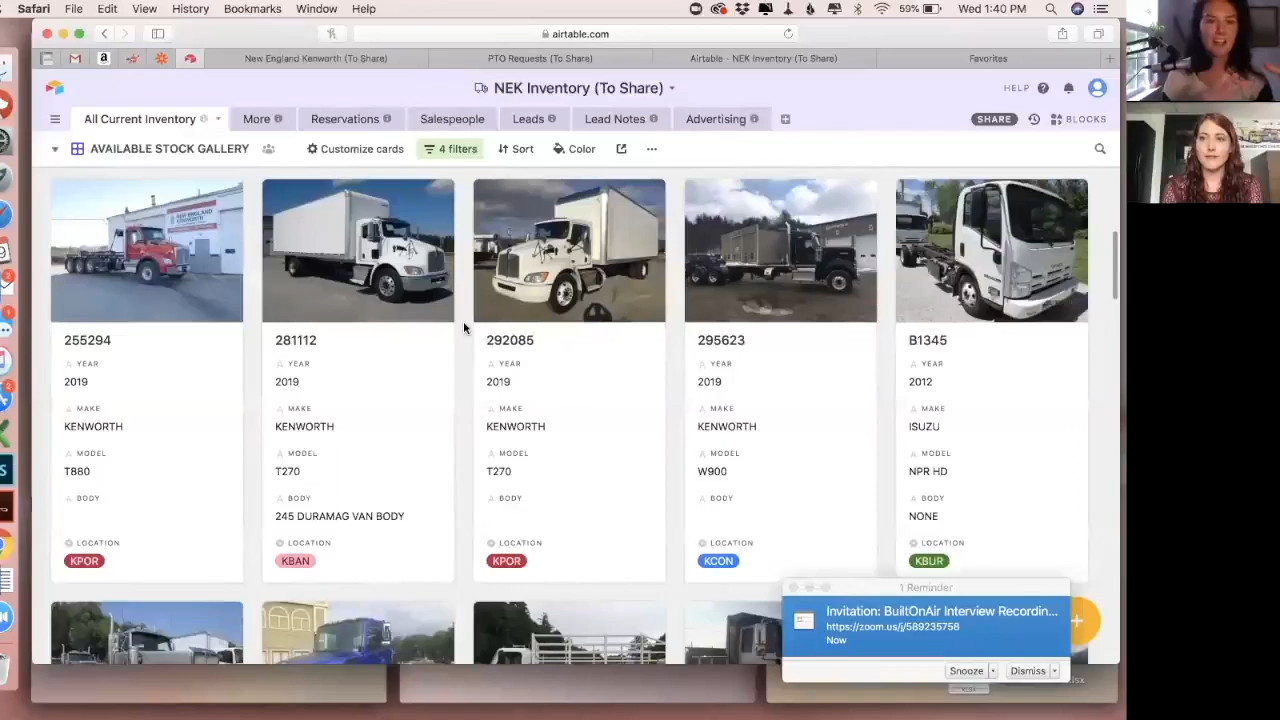 Safari File Edit View History Bookmarks Window Help 59% Wed 1:40 PM
airtable.com
New England Kenworth (To Share) PTO Requests (To Share) Airtable - NEK Inventory (To Share) Favorites
NEK Inventory (To Share) HELP
All Current Inventory More Reservations Salespeople Leads Lead Notes Advertising SHARE BLOCKS
AVAILABLE STOCK GALLERY Customize cards 4 filters Sort Color
255294 281112 292085 295623 B1345
YEAR YEAR YEAR YEAR YEAR
2019 2019 2019 2019 2012
MAKE MAKE MAKE MAKE MAKE
KENWORTH KENWORTH KENWORTH KENWORTH ISUZU
MODEL MODEL MODEL MODEL MODEL
T880 T270 T270 W900 NPR HD
BODY BODY BODY BODY BODY
245 DURAMAG VAN BODY NONE
LOCATION LOCATION LOCATION LOCATION LOCATION
KPOR KBAN KPOR KCON KBUR
1 Reminder
Invitation: BuiltOnAir Interview Recordin...
https://zoom.us/j/589235758
Now
Snooze Dismiss